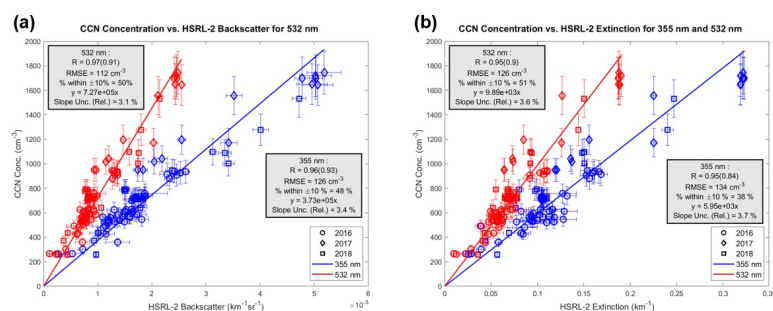 (a)
CCN Concentration vs. HSRL-2 Backscatter for 532 nm
2000
1800
1600
1400
1200
1000
800
600
400
200
0
CCN Conc. (cm⁻³)
532 nm :
R = 0.97(0.91)
RMSE = 112 cm⁻³
% within ±10% = 50%
y = 7.27e+05x
Slope Unc. (Rel.) = 3.1 %
355 nm :
R = 0.96(0.93)
RMSE = 126 cm⁻³
% within ±10 % = 48 %
y = 3.73e+05x
Slope Unc. (Rel.) = 3.4 %
2016
2017
2018
355 nm
532 nm
0 1 2 3 4 5 6
×10⁻³
HSRL-2 Backscatter (km⁻¹sr⁻¹)
(b)
CCN Concentration vs. HSRL-2 Extinction for 355 nm and 532 nm
2000
1800
1600
1400
1200
1000
800
600
400
200
0
CCN Conc. (cm⁻³)
532 nm :
R = 0.95(0.9)
RMSE = 126 cm⁻³
% within ±10 % = 51 %
y = 9.89e+03x
Slope Unc. (Rel.) = 3.6 %
355 nm :
R = 0.95(0.84)
RMSE = 134 cm⁻³
% within ±10 % = 38 %
y = 5.95e+03x
Slope Unc. (Rel.) = 3.7 %
2016
2017
2018
355 nm
532 nm
0 0.05 0.1 0.15 0.2 0.25 0.3 0.35
HSRL-2 Extinction (km⁻¹)